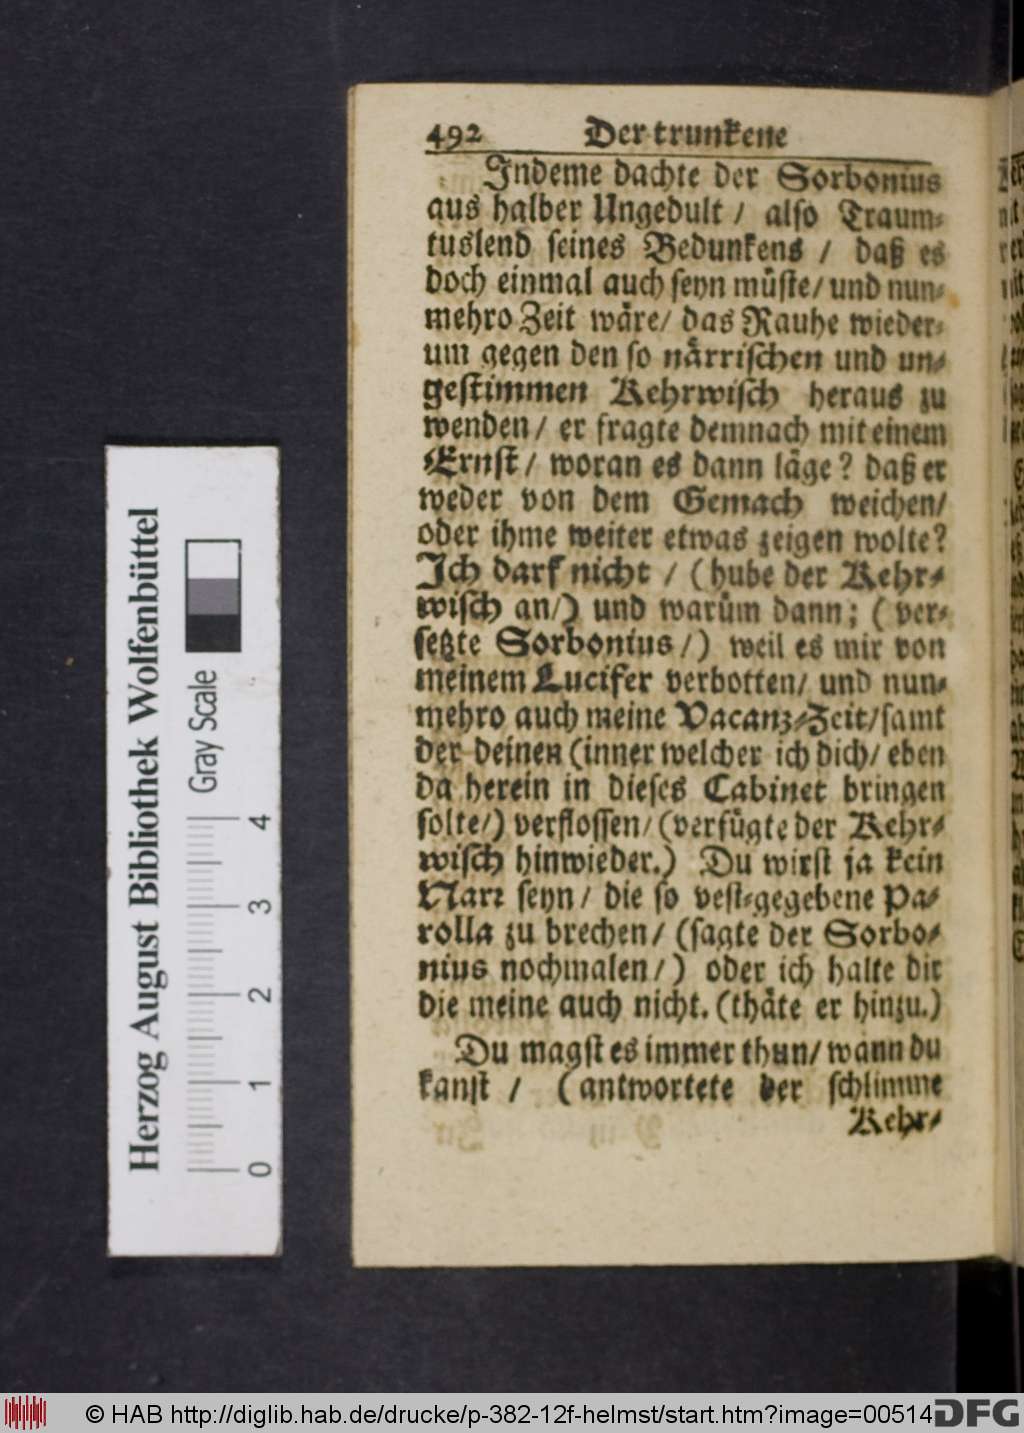 492 Der trunkene
Indeme dachte der Sorbonius
aus halber Ungedult / also Traum-
tuslend seines Bedunkens / daß es
doch einmal auch seyn müste / und nun-
mehro Zeit wäre / das Rauhe wieder-
um gegen den so närrischen und un-
gestimmen Kehrwisch heraus zu
wenden / er fragte demnach mit einem
Ernst / woran es dann läge? daß er
weder von dem Gemach weichen /
oder ihme weiter etwas zeigen wolte?
Ich darf nicht / (hube der Kehr-
wisch an /) und warüm dann; (ver-
setzte Sorbonius /) weil es mir von
meinem Lucifer verbotten / und nun-
mehro auch meine Vacanz-Zeit / samt
der deinen (inner welcher ich dich / eben
da herein in dieses Cabinet bringen
solte /) verflossen / (verfügte der Kehr-
wisch hinwieder.) Du wirst ja kein
Narr seyn / die so vest-gegebene Pa-
rolla zu brechen / (sagte der Sorbo-
nius nochmalen /) oder ich halte dir
die meine auch nicht. (thäte er hinzu.)
Du magst es immer thun / wann du
kanst / (antwortete der schlimme
Kehr-
Herzog August Bibliothek Wolfenbüttel
Gray Scale
0 1 2 3 4
© HAB http://diglib.hab.de/drucke/p-382-12f-helmst/start.htm?image=00514
DFG